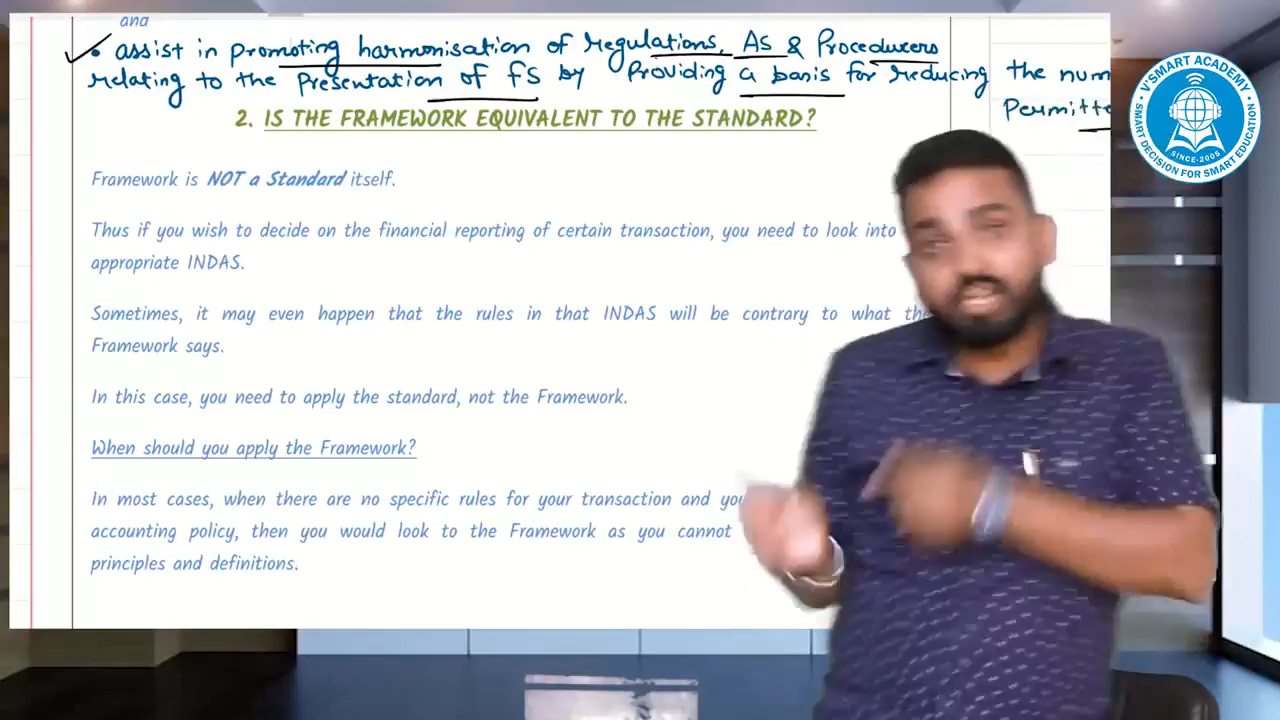 and
• assist in promoting harmonisation of regulations, AS & Proceducers
relating to the Presentation of FS by Providing a basis for reducing the num
Permitte
2. IS THE FRAMEWORK EQUIVALENT TO THE STANDARD?
Framework is NOT a Standard itself.
Thus if you wish to decide on the financial reporting of certain transaction, you need to look into
appropriate INDAS.
Sometimes, it may even happen that the rules in that INDAS will be contrary to what the
Framework says.
In this case, you need to apply the standard, not the Framework.
When should you apply the Framework?
In most cases, when there are no specific rules for your transaction and you
accounting policy, then you would look to the Framework as you cannot
principles and definitions.
V'SMART ACADEMY
SMART DECISION FOR SMART EDUCATION
SINCE-2008